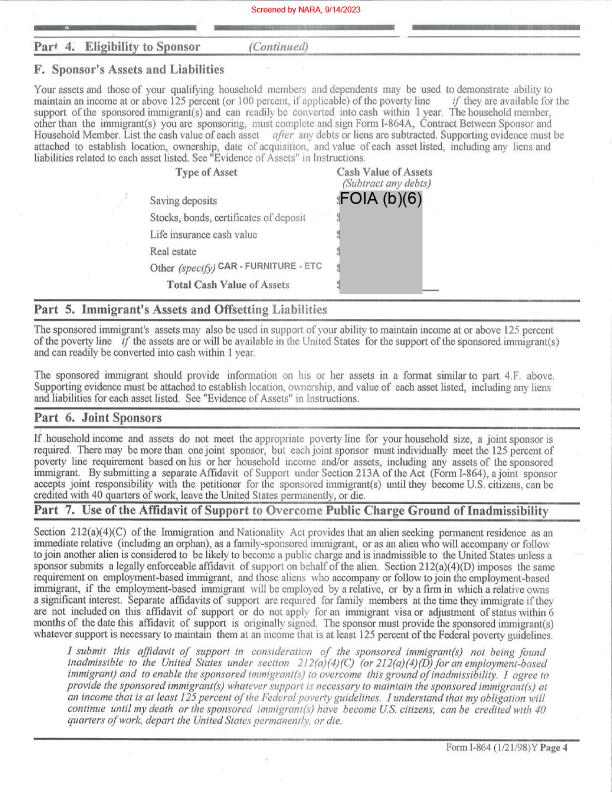 Screened by NARA, 9/14/2023
Part 4. Eligibility to Sponsor (Continued)
F. Sponsor's Assets and Liabilities
Your assets and those of your qualifying household members and dependents may be used to demonstrate ability to
maintain an income at or above 125 percent (or 100 percent, if applicable) of the poverty line if they are available for the
support of the sponsored immigrant(s) and can readily be converted into cash within 1 year. The household member,
other than the immigrant(s) you are sponsoring, must complete and sign Form I-864A, Contract Between Sponsor and
Household Member. List the cash value of each asset after any debts or liens are subtracted. Supporting evidence must be
attached to establish location, ownership, date of acquisition, and value of each asset listed, including any liens and
liabilities related to each asset listed. See "Evidence of Assets" in Instructions.
Type of Asset Cash Value of Assets
(Subtract any debts)
Saving deposits $FOIA (b)(6)
Stocks, bonds, certificates of deposit $
Life insurance cash value $
Real estate $
Other (specify) CAR - FURNITURE - ETC $
Total Cash Value of Assets $
Part 5. Immigrant's Assets and Offsetting Liabilities
The sponsored immigrant's assets may also be used in support of your ability to maintain income at or above 125 percent
of the poverty line if the assets are or will be available in the United States for the support of the sponsored immigrant(s)
and can readily be converted into cash within 1 year.
The sponsored immigrant should provide information on his or her assets in a format similar to part 4.F. above.
Supporting evidence must be attached to establish location, ownership, and value of each asset listed, including any liens
and liabilities for each asset listed. See "Evidence of Assets" in Instructions.
Part 6. Joint Sponsors
If household income and assets do not meet the appropriate poverty line for your household size, a joint sponsor is
required. There may be more than one joint sponsor, but each joint sponsor must individually meet the 125 percent of
poverty line requirement based on his or her household income and/or assets, including any assets of the sponsored
immigrant. By submitting a separate Affidavit of Support under Section 213A of the Act (Form I-864), a joint sponsor
accepts joint responsibility with the petitioner for the sponsored immigrant(s) until they become U.S. citizens, can be
credited with 40 quarters of work, leave the United States permanently, or die.
Part 7. Use of the Affidavit of Support to Overcome Public Charge Ground of Inadmissibility
Section 212(a)(4)(C) of the Immigration and Nationality Act provides that an alien seeking permanent residence as an
immediate relative (including an orphan), as a family-sponsored immigrant, or as an alien who will accompany or follow
to join another alien is considered to be likely to become a public charge and is inadmissible to the United States unless a
sponsor submits a legally enforceable affidavit of support on behalf of the alien. Section 212(a)(4)(D) imposes the same
requirement on employment-based immigrant, and those aliens who accompany or follow to join the employment-based
immigrant, if the employment-based immigrant will be employed by a relative, or by a firm in which a relative owns
a significant interest. Separate affidavits of support are required for family members at the time they immigrate if they
are not included on this affidavit of support or do not apply for an immigrant visa or adjustment of status within 6
months of the date this affidavit of support is originally signed. The sponsor must provide the sponsored immigrant(s)
whatever support is necessary to maintain them at an income that is at least 125 percent of the Federal poverty guidelines.
I submit this affidavit of support in consideration of the sponsored immigrant(s) not being found
inadmissible to the United States under section 212(a)(4)(C) (or 212(a)(4)(D) for an employment-based
immigrant) and to enable the sponsored immigrant(s) to overcome this ground of inadmissibility. I agree to
provide the sponsored immigrant(s) whatever support is necessary to maintain the sponsored immigrant(s) at
an income that is at least 125 percent of the Federal poverty guidelines. I understand that my obligation will
continue until my death or the sponsored immigrant(s) have become U.S. citizens, can be credited with 40
quarters of work, depart the United States permanently, or die.
Form I-864 (1/21/98)Y Page 4